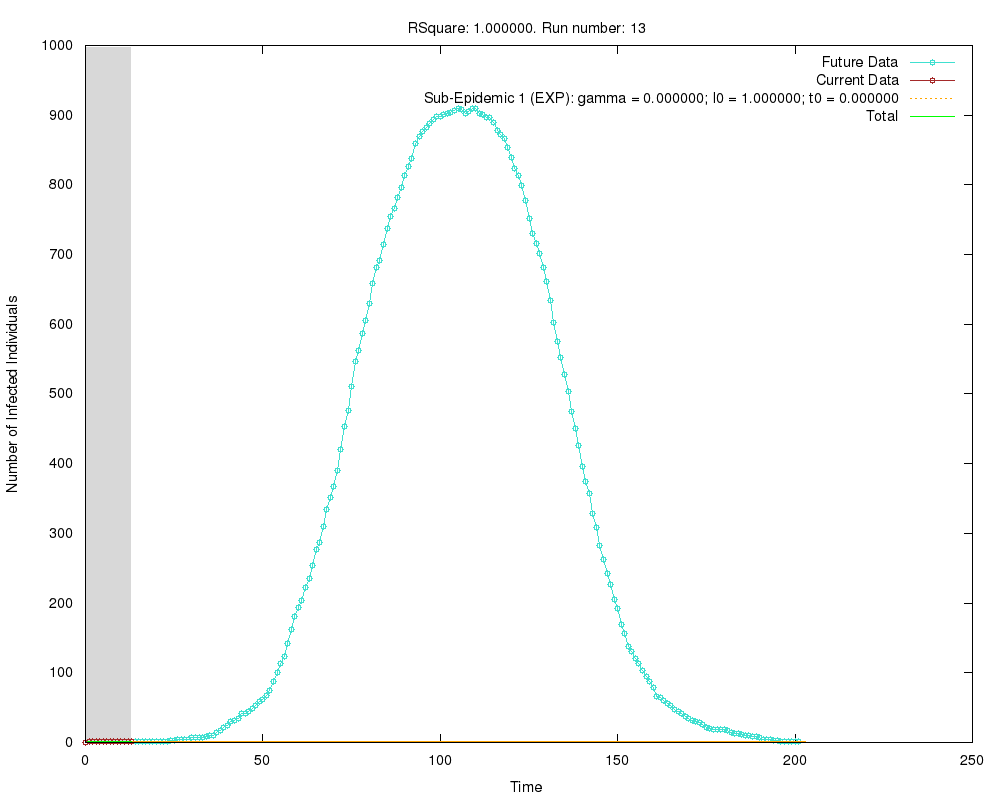 RSquare: 1.000000. Run number: 13
Future Data
Current Data
Sub-Epidemic 1 (EXP): gamma = 0.000000; I0 = 1.000000; t0 = 0.000000
Total
Number of Infected Individuals
1000
900
800
700
600
500
400
300
200
100
0
0
50
100
150
200
250
Time